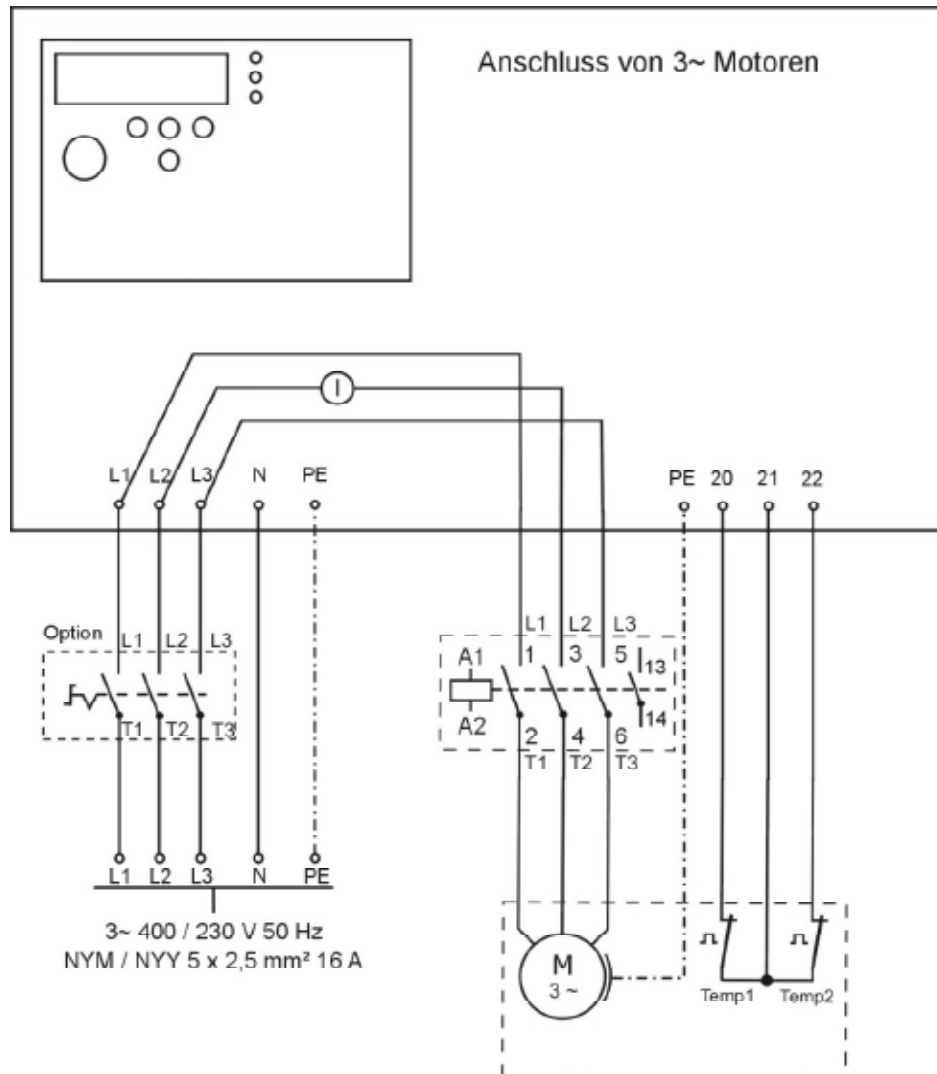 Anschluss von 3~ Motoren
I
L1 L2 L3 N PE
PE 20 21 22
Option
L1 L2 L3
T1 T2 T3
L1 L2 L3
A1 1 3 5 13
A2 2 4 6 14
T1 T2 T3
L1 L2 L3 N PE
3~ 400 / 230 V 50 Hz
NYM / NYY 5 x 2,5 mm² 16 A
M
3 ~
Temp1 Temp2